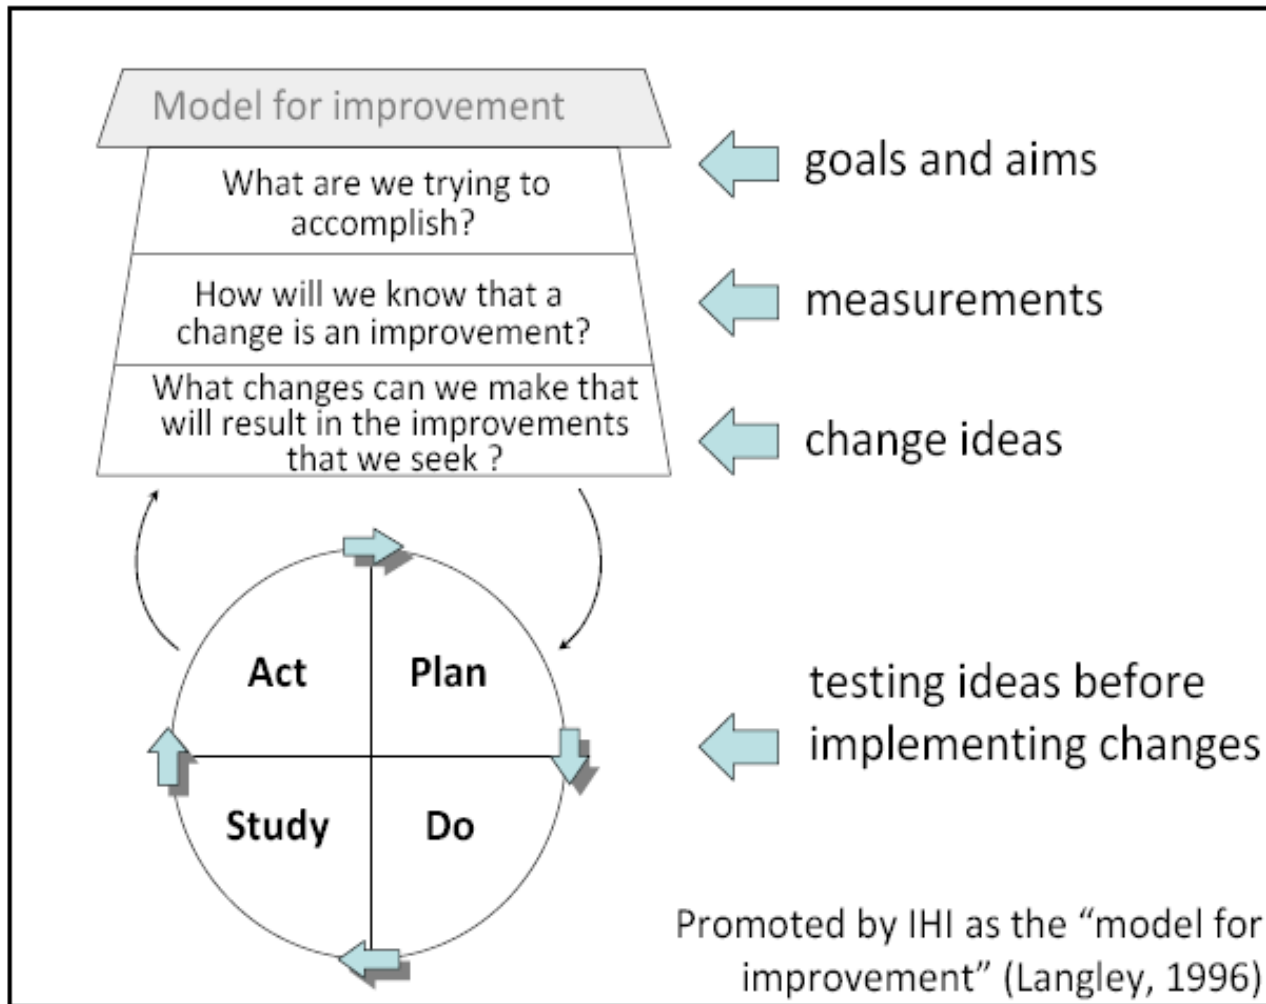 Model for improvement
What are we trying to
accomplish?
goals and aims
How will we know that a
change is an improvement?
measurements
What changes can we make that
will result in the improvements
that we seek ?
change ideas
Act
Plan
Study
Do
testing ideas before
implementing changes
Promoted by IHI as the “model for
improvement” (Langley, 1996)